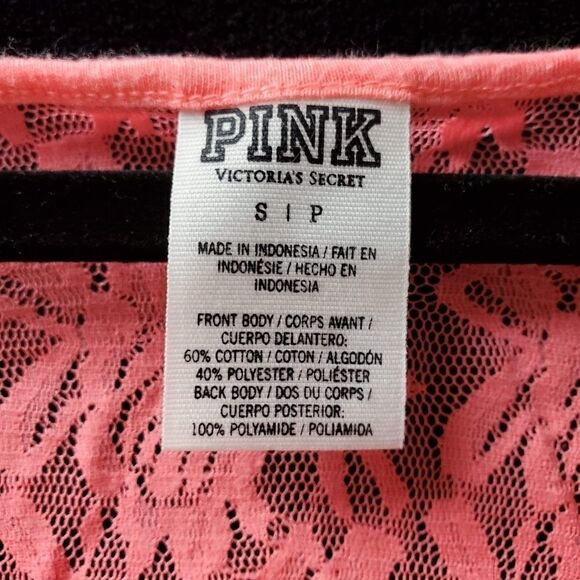 PINK
VICTORIA'S SECRET
S | P
MADE IN INDONESIA / FAIT EN
INDONÉSIE / HECHO EN
INDONESIA
FRONT BODY / CORPS AVANT /
CUERPO DELANTERO:
60% COTTON / COTON / ALGODÓN
40% POLYESTER / POLIÉSTER
BACK BODY / DOS DU CORPS /
CUERPO POSTERIOR:
100% POLYAMIDE / POLIAMIDA